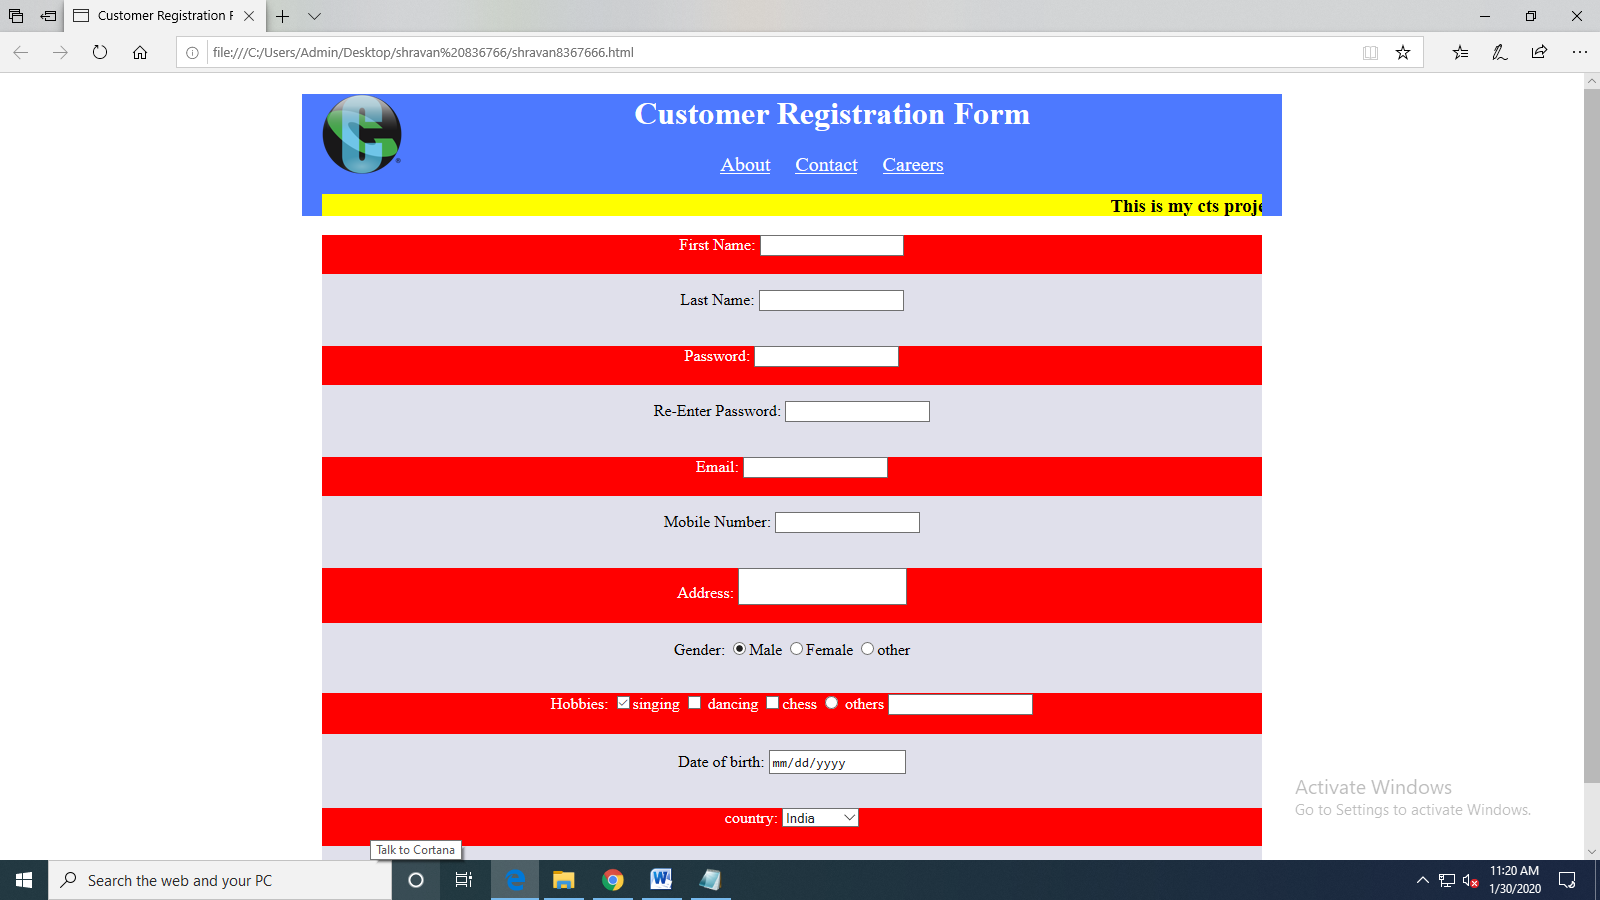 Customer Registration F
file:///C:/Users/Admin/Desktop/shravan%20836766/shravan8367666.html
Customer Registration Form
About Contact Careers
This is my cts proje
First Name:
Last Name:
Password:
Re-Enter Password:
Email:
Mobile Number:
Address:
Gender: Male Female other
Hobbies: singing dancing chess others
Date of birth: mm/dd/yyyy
Activate Windows
Go to Settings to activate Windows.
country: India
Talk to Cortana
Search the web and your PC
11:20 AM
1/30/2020